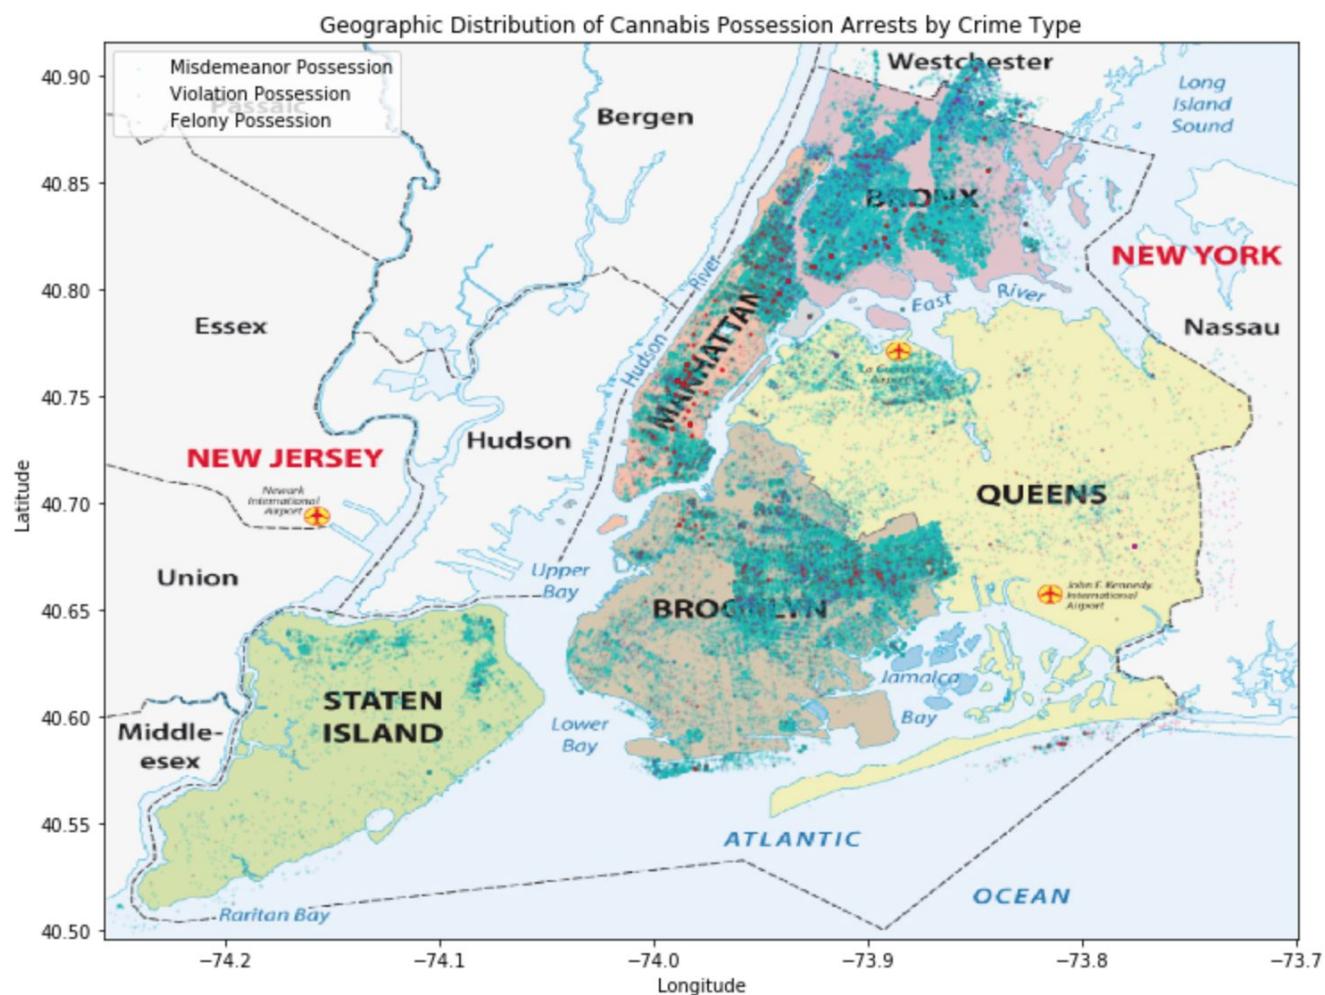 Geographic Distribution of Cannabis Possession Arrests by Crime Type
Misdemeanor Possession
Violation Possession
Felony Possession
Passaic
Bergen
Westchester
Long
Island
Sound
BRONX
NEW YORK
Hudson River
East River
Essex
Nassau
MANHATTAN
La Guardia
Airport
Hudson
NEW JERSEY
Newark
International
Airport
QUEENS
Union
Upper
Bay
John F. Kennedy
International
Airport
BROOKLYN
STATEN
ISLAND
Jamaica
Bay
Lower
Bay
Middle-
esex
ATLANTIC
OCEAN
Raritan Bay
40.90
40.85
40.80
40.75
40.70
40.65
40.60
40.55
40.50
Latitude
−74.2
−74.1
−74.0
−73.9
−73.8
−73.7
Longitude